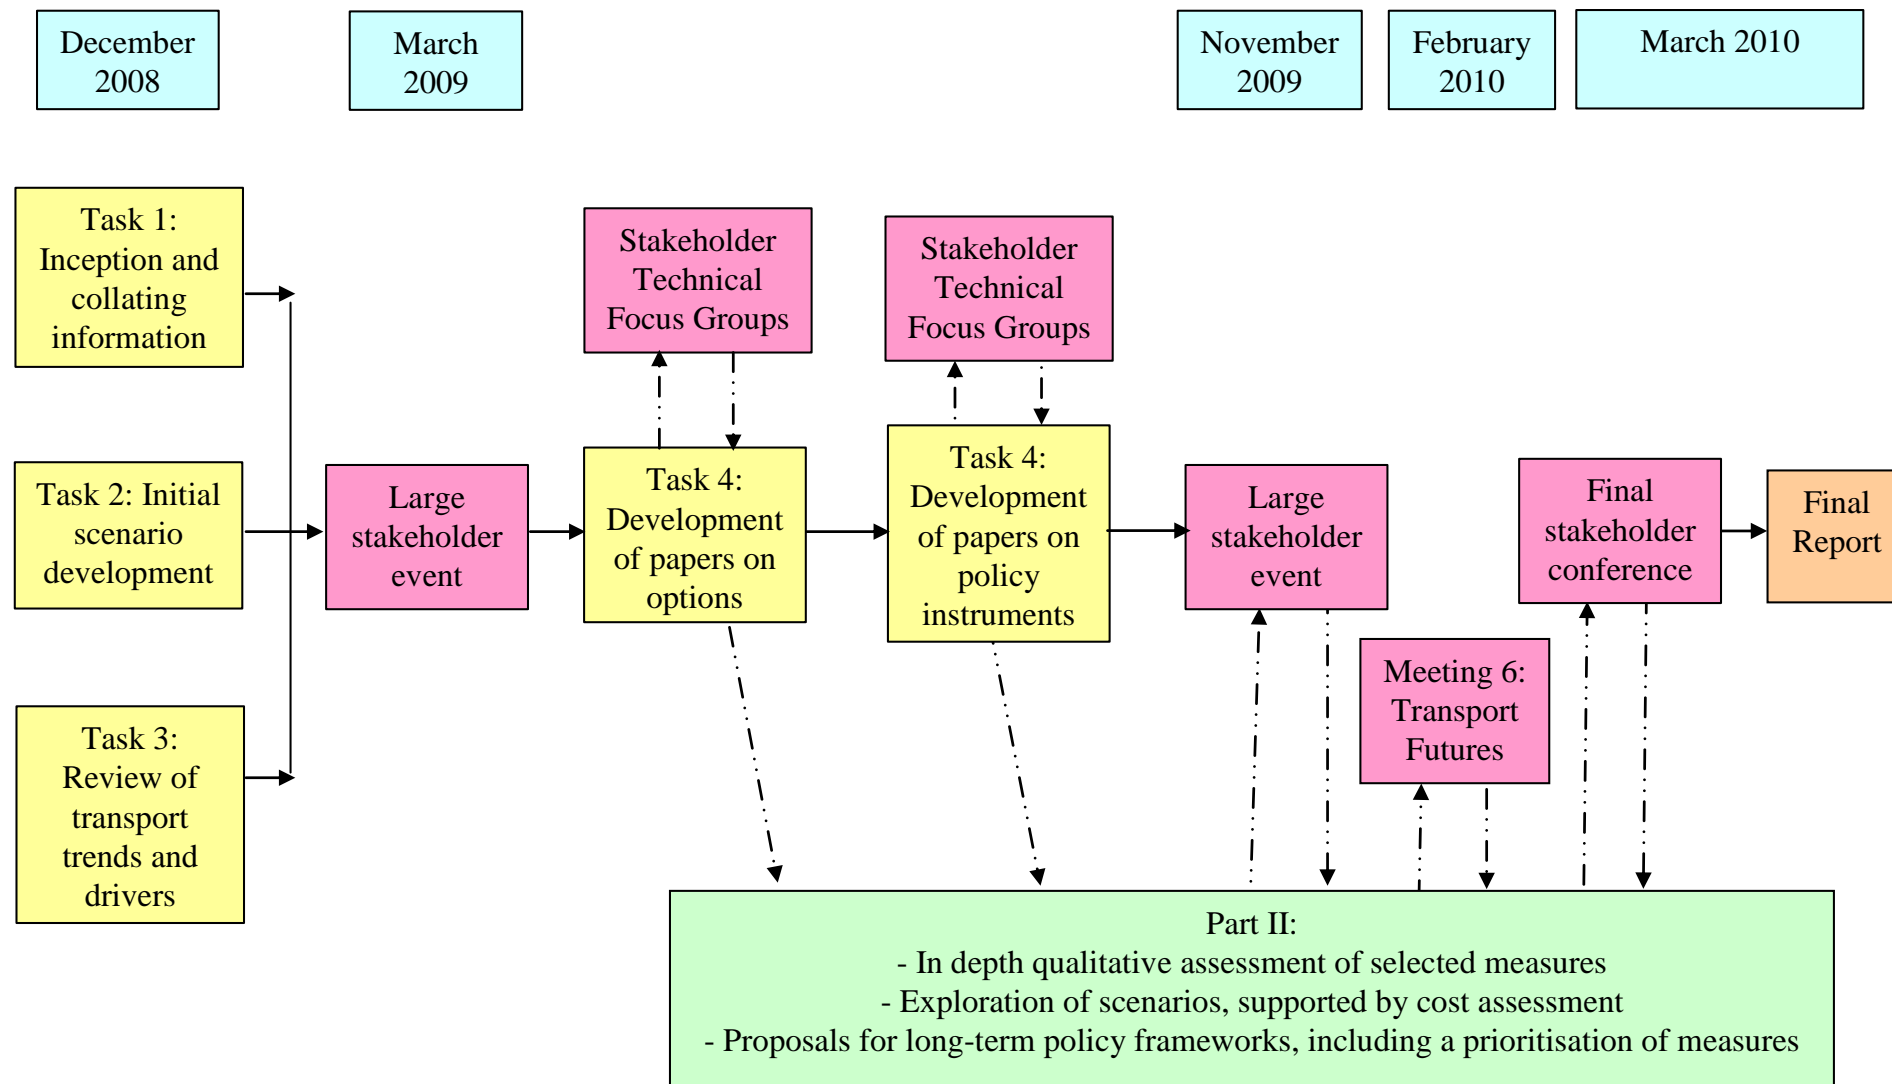 December
2008
March
2009
November
2009
February
2010
March 2010
Task 1:
Inception and
collating
information
Stakeholder
Technical
Focus Groups
Stakeholder
Technical
Focus Groups
Task 2: Initial
scenario
development
Large
stakeholder
event
Task 4:
Development
of papers on
options
Task 4:
Development
of papers on
policy
instruments
Large
stakeholder
event
Final
stakeholder
conference
Final
Report
Meeting 6:
Transport
Futures
Task 3:
Review of
transport
trends and
drivers
Part II:
- In depth qualitative assessment of selected measures
- Exploration of scenarios, supported by cost assessment
- Proposals for long-term policy frameworks, including a prioritisation of measures